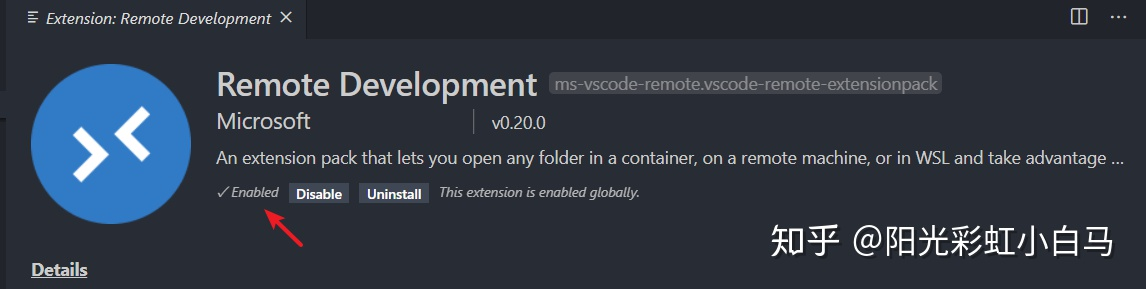 Extension: Remote Development
Remote Development ms-vscode-remote.vscode-remote-extensionpack
Microsoft v0.20.0
An extension pack that lets you open any folder in a container, on a remote machine, or in WSL and take advantage ...
✓Enabled Disable Uninstall This extension is enabled globally.
知乎 @阳光彩虹小白马
Details